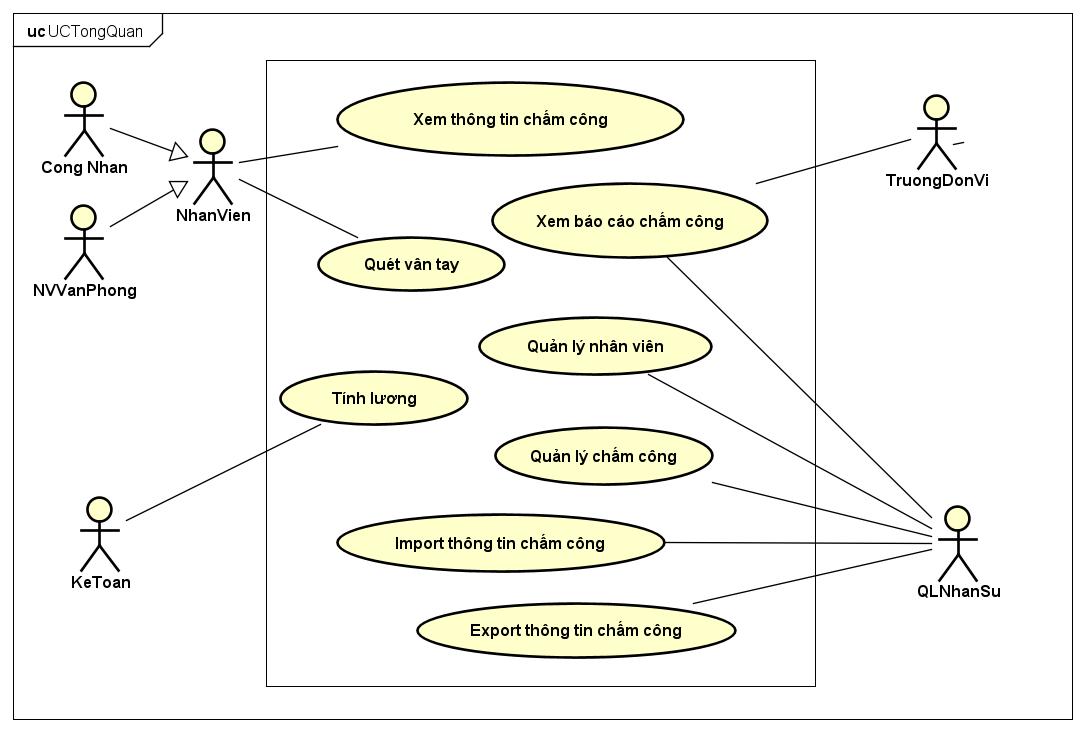 uc UCTongQuan
Cong Nhan
NhanVien
NVVanPhong
Xem thông tin chấm công
TruongDonVi
Xem báo cáo chấm công
Quét vân tay
Quản lý nhân viên
Tính lương
Quản lý chấm công
KeToan
Import thông tin chấm công
QLNhanSu
Export thông tin chấm công